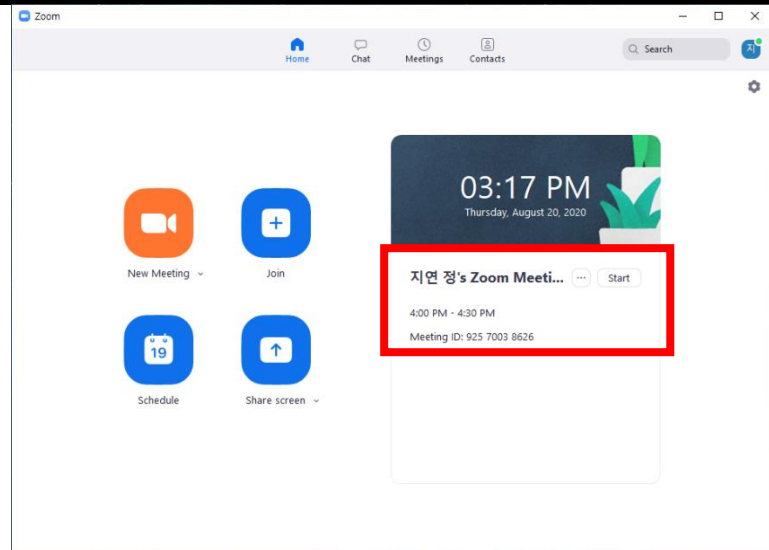 Zoom
Home
Chat
Meetings
Contacts
Search
지
03:17 PM
Thursday, August 20, 2020
New Meeting
Join
지연 정's Zoom Meeti... ... Start
4:00 PM - 4:30 PM
Meeting ID: 925 7003 8626
19
Schedule
Share screen